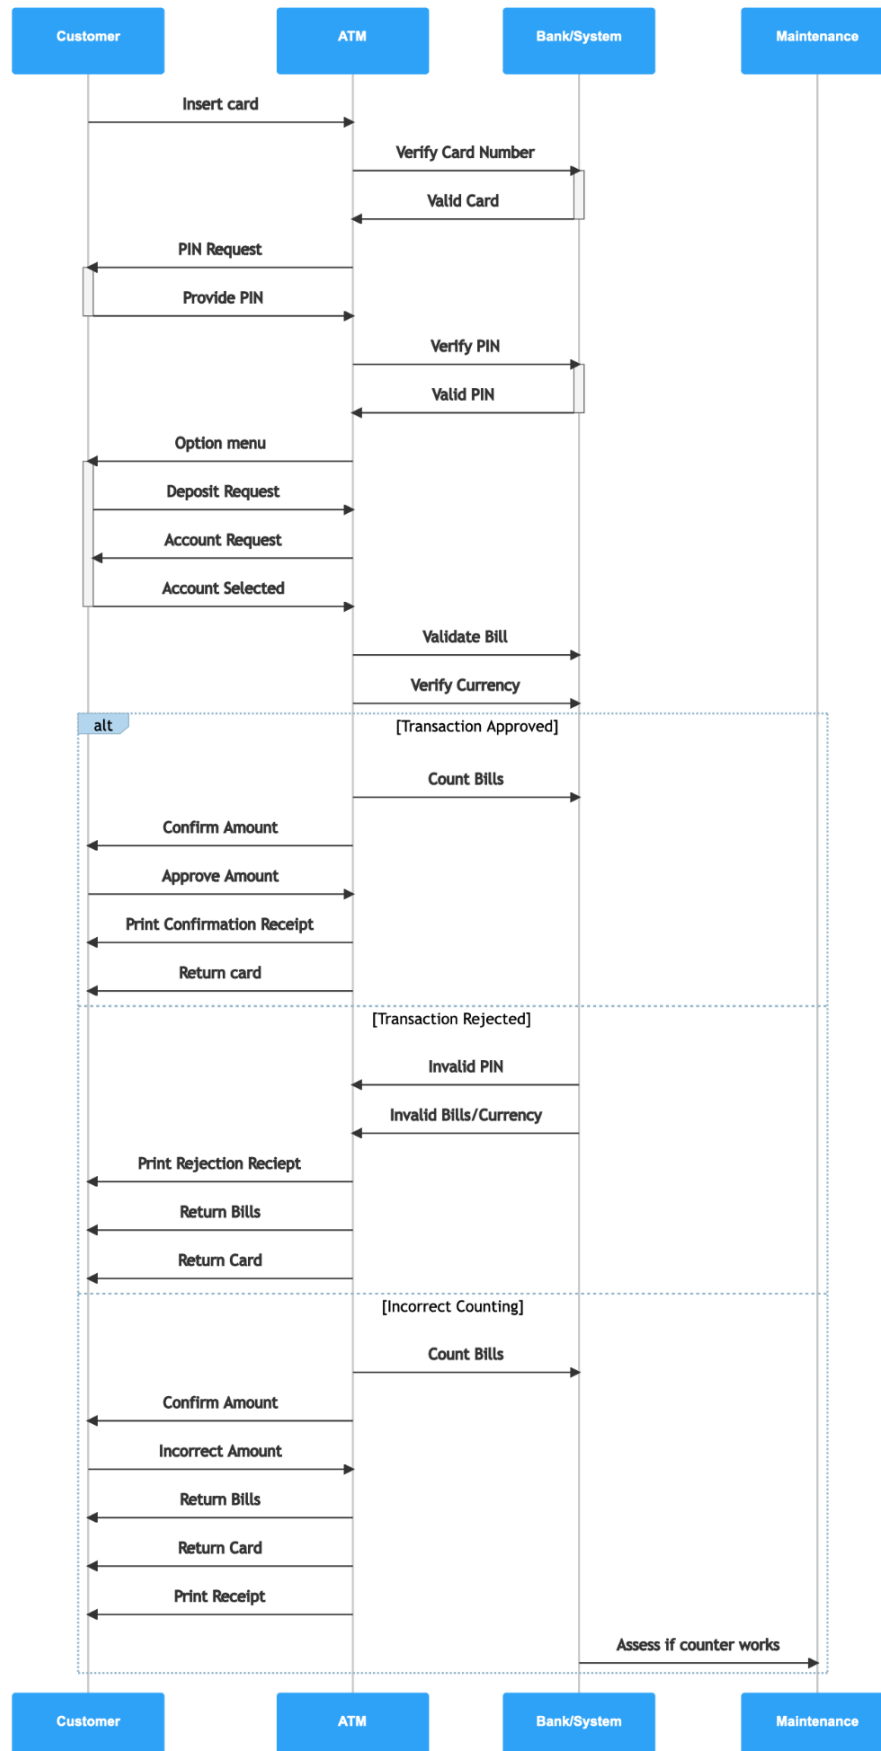 Customer ATM Bank/System Maintenance
Insert card
Verify Card Number
Valid Card
PIN Request
Provide PIN
Verify PIN
Valid PIN
Option menu
Deposit Request
Account Request
Account Selected
Validate Bill
Verify Currency
alt [Transaction Approved]
Count Bills
Confirm Amount
Approve Amount
Print Confirmation Receipt
Return card
[Transaction Rejected]
Invalid PIN
Invalid Bills/Currency
Print Rejection Reciept
Return Bills
Return Card
[Incorrect Counting]
Count Bills
Confirm Amount
Incorrect Amount
Return Bills
Return Card
Print Receipt
Assess if counter works
Customer ATM Bank/System Maintenance